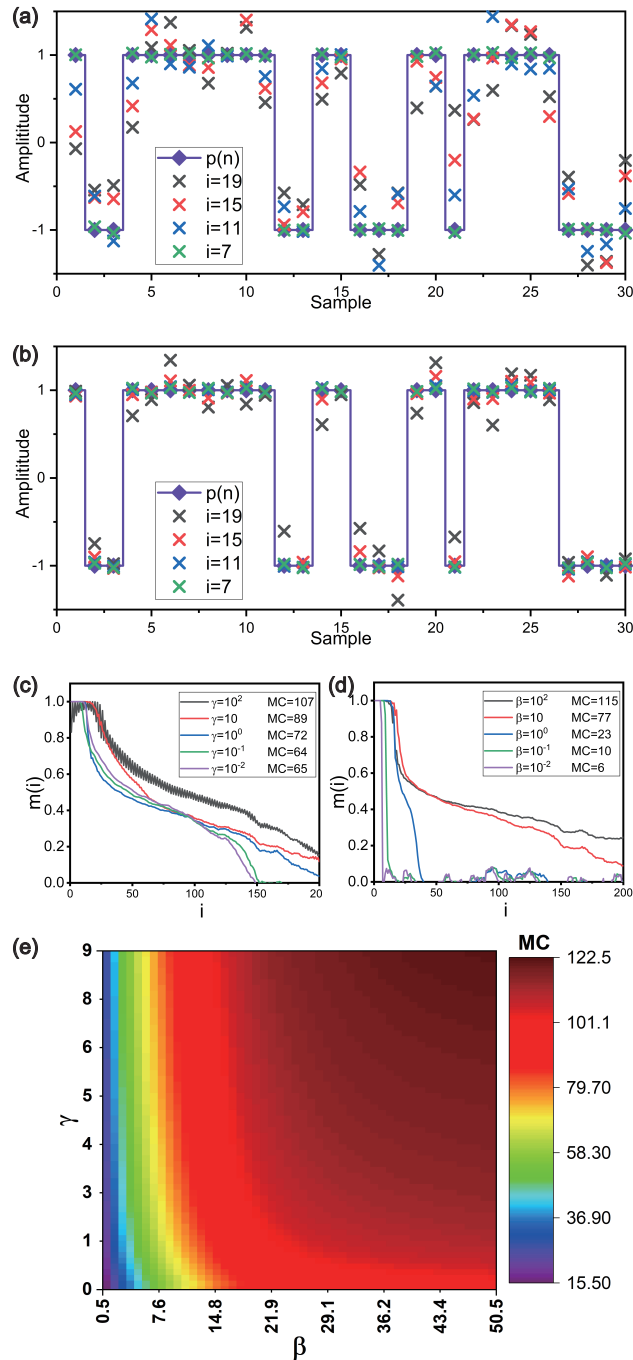 (a)
Amplititude
1
0
-1
p(n)
i=19
i=15
i=11
i=7
0 5 10 15 20 25 30
Sample
(b)
Amplititude
1
0
-1
p(n)
i=19
i=15
i=11
i=7
0 5 10 15 20 25 30
Sample
(c)
m(i)
1.0
0.8
0.6
0.4
0.2
0.0
γ=10² MC=107
γ=10 MC=89
γ=10⁰ MC=72
γ=10⁻¹ MC=64
γ=10⁻² MC=65
0 50 100 150 200
i
(d)
m(i)
1.0
0.8
0.6
0.4
0.2
0.0
β=10² MC=115
β=10 MC=77
β=10⁰ MC=23
β=10⁻¹ MC=10
β=10⁻² MC=6
0 50 100 150 200
i
(e)
γ
9
8
6
5
4
3
1
0
0.5 7.6 14.8 21.9 29.1 36.2 43.4 50.5
β
MC
122.5
101.1
79.70
58.30
36.90
15.50